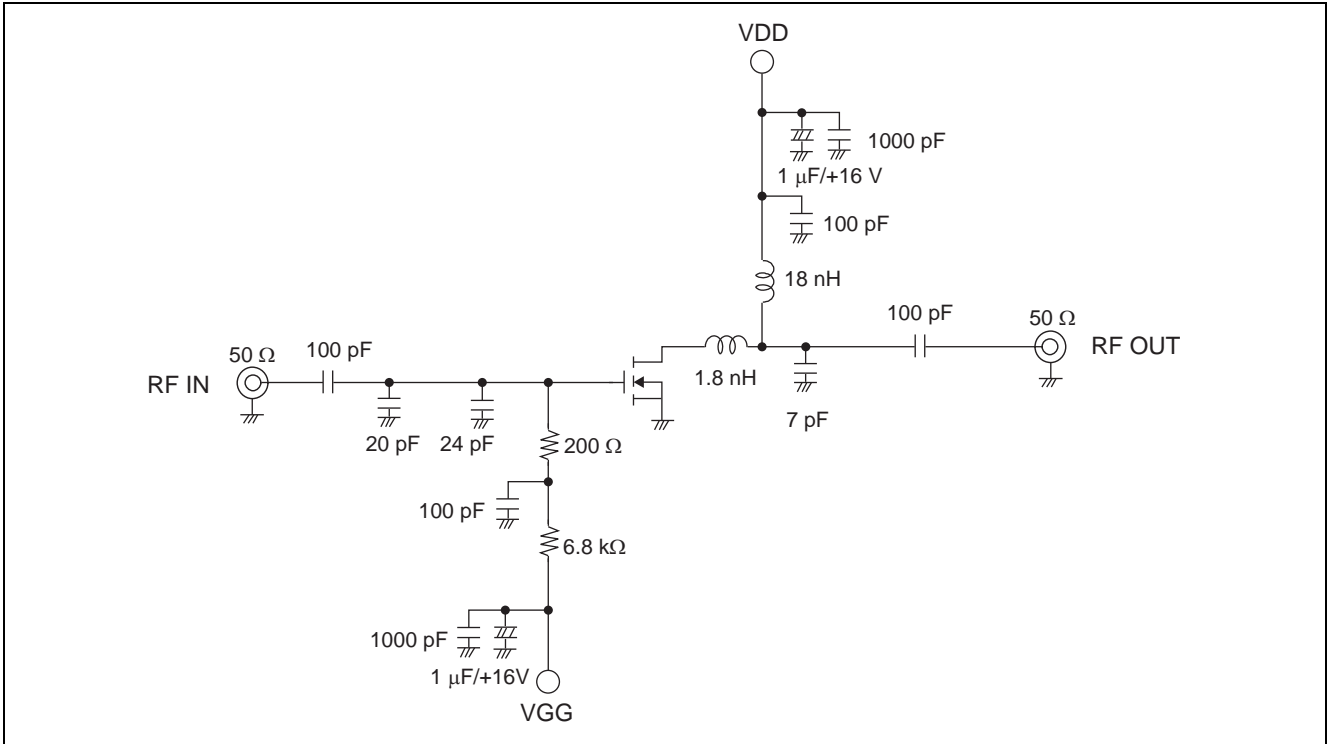 VDD
1000 pF
1 μF/+16 V
100 pF
18 nH
100 pF
50 Ω
RF OUT
1.8 nH
7 pF
50 Ω
100 pF
RF IN
20 pF
24 pF
200 Ω
100 pF
6.8 kΩ
1000 pF
1 μF/+16V
VGG